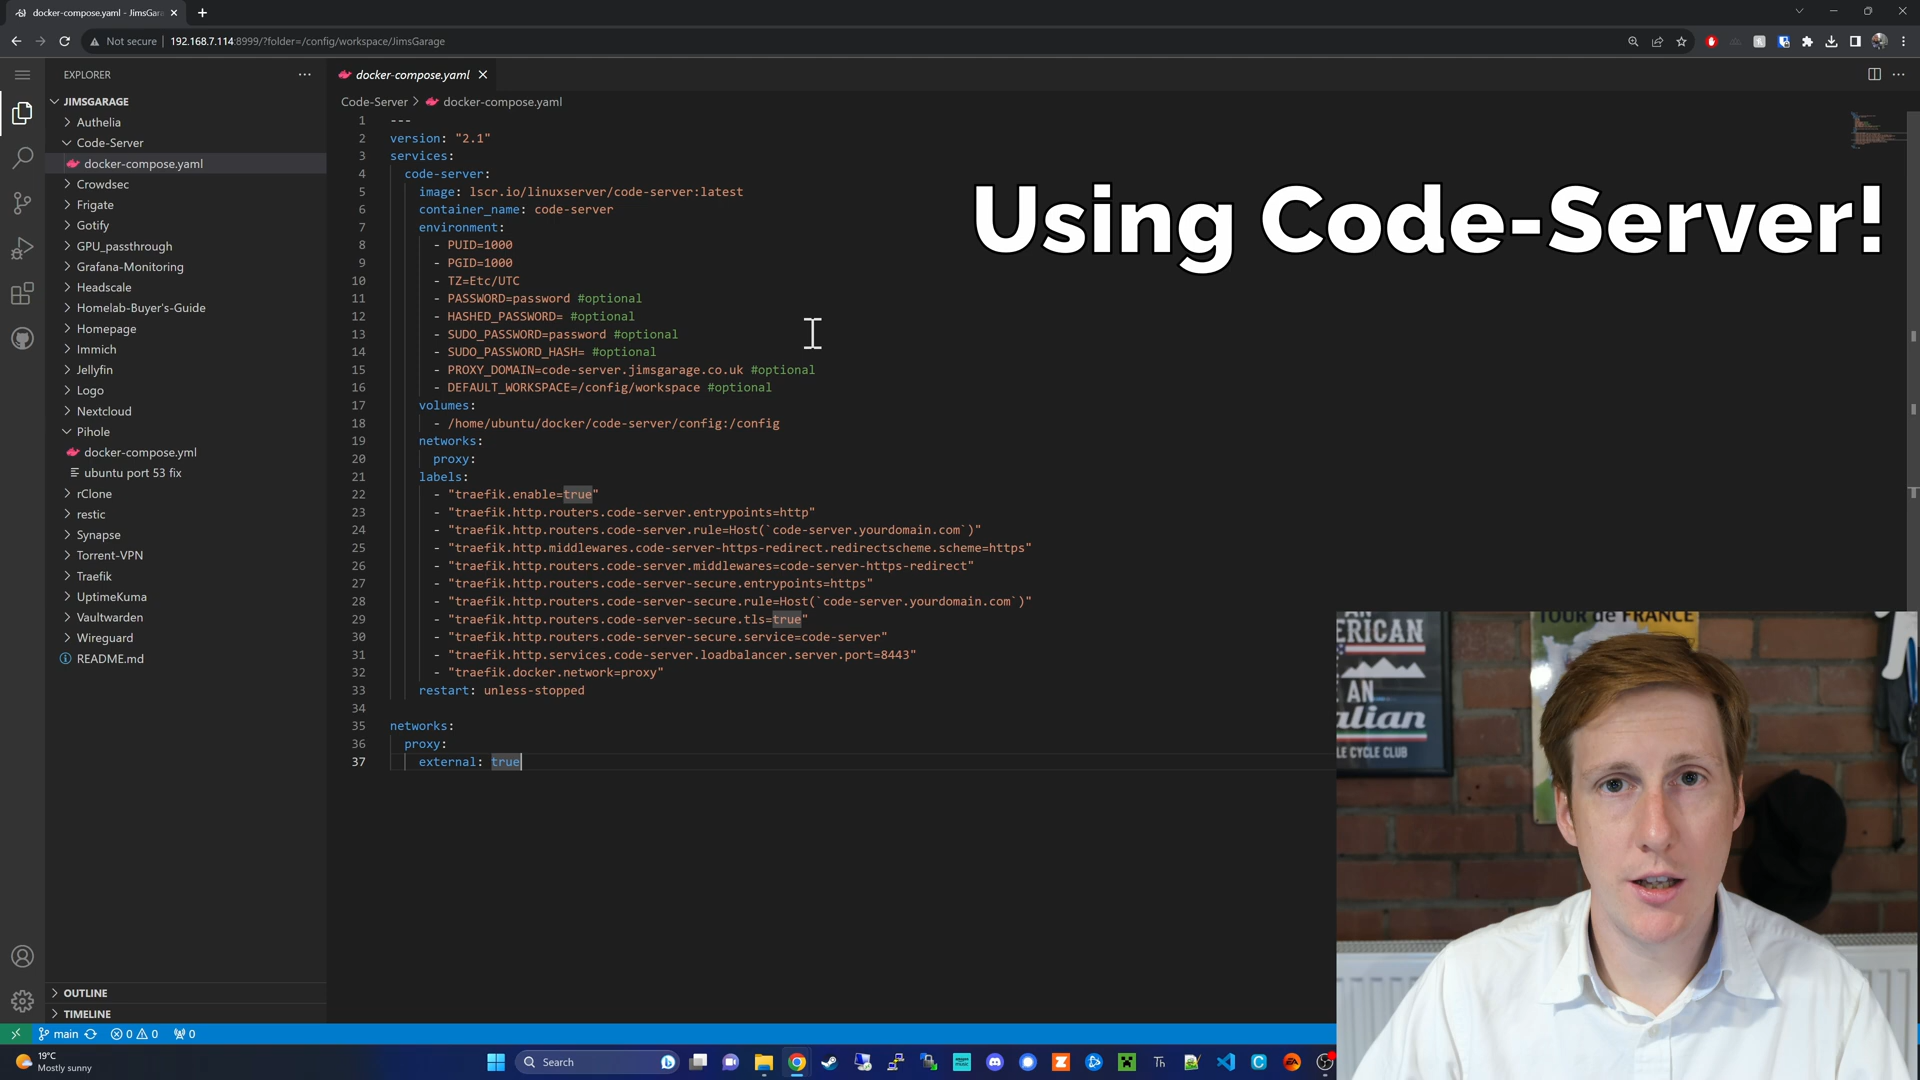 docker-compose.yaml - JimsGar
Not secure
192.168.7.114:8999/?folder=/config/workspace/JimsGarage
EXPLORER
JIMSGARAGE
Authelia
Code-Server
docker-compose.yaml
Crowdsec
Frigate
Gotify
GPU_passthrough
Grafana-Monitoring
Headscale
Homelab-Buyer's-Guide
Homepage
Immich
Jellyfin
Logo
Nextcloud
Pihole
docker-compose.yml
ubuntu port 53 fix
rClone
restic
Synapse
Torrent-VPN
Traefik
UptimeKuma
Vaultwarden
Wireguard
README.md
OUTLINE
TIMELINE
docker-compose.yaml
Code-Server > docker-compose.yaml
1 ---
2 version: "2.1"
3 services:
4 code-server:
5 image: lscr.io/linuxserver/code-server:latest
6 container_name: code-server
7 environment:
8 - PUID=1000
9 - PGID=1000
10 - TZ=Etc/UTC
11 - PASSWORD=password #optional
12 - HASHED_PASSWORD= #optional
13 - SUDO_PASSWORD=password #optional
14 - SUDO_PASSWORD_HASH= #optional
15 - PROXY_DOMAIN=code-server.jimsgarage.co.uk #optional
16 - DEFAULT_WORKSPACE=/config/workspace #optional
17 volumes:
18 - /home/ubuntu/docker/code-server/config:/config
19 networks:
20 proxy:
21 labels:
22 - "traefik.enable=true"
23 - "traefik.http.routers.code-server.entrypoints=http"
24 - "traefik.http.routers.code-server.rule=Host(`code-server.yourdomain.com`)"
25 - "traefik.http.middlewares.code-server-https-redirect.redirectscheme.scheme=https"
26 - "traefik.http.routers.code-server.middlewares=code-server-https-redirect"
27 - "traefik.http.routers.code-server-secure.entrypoints=https"
28 - "traefik.http.routers.code-server-secure.rule=Host(`code-server.yourdomain.com`)"
29 - "traefik.http.routers.code-server-secure.tls=true"
30 - "traefik.http.routers.code-server-secure.service=code-server"
31 - "traefik.http.services.code-server.loadbalancer.server.port=8443"
32 - "traefik.docker.network=proxy"
33 restart: unless-stopped
34
35 networks:
36 proxy:
37 external: true
Using Code-Server!
ERICAN
AN
alian
LE CYCLE CLUB
TOUR de FRANCE
main
0 0
0
19°C
Mostly sunny
Search
Th